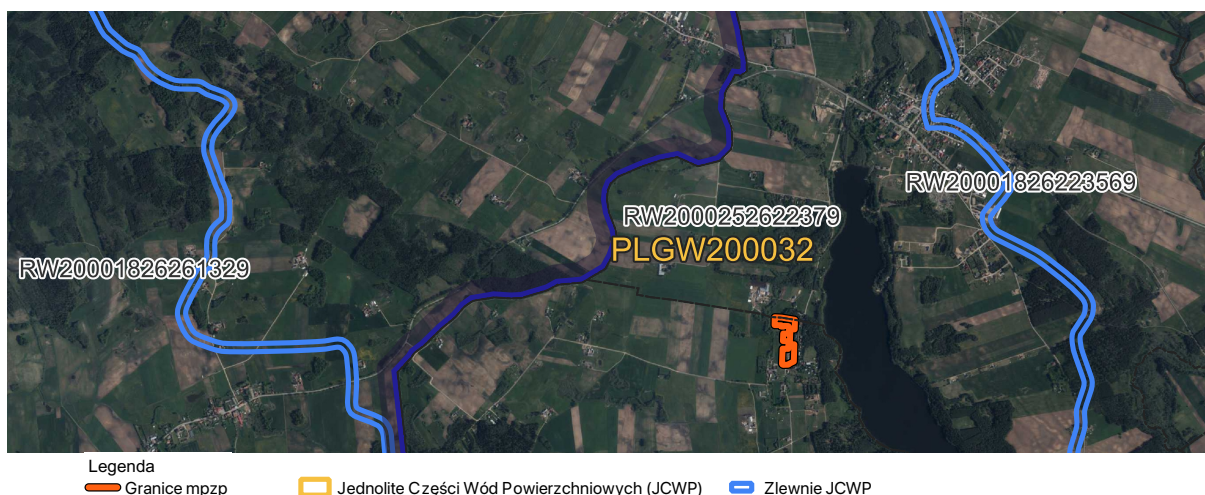 RW20001826223569
RW2000252622379
PLGW200032
RW20001826261329
Legenda
Granice mpzp
Jednolite Części Wód Powierzchniowych (JCWP)
Zlewnie JCWP